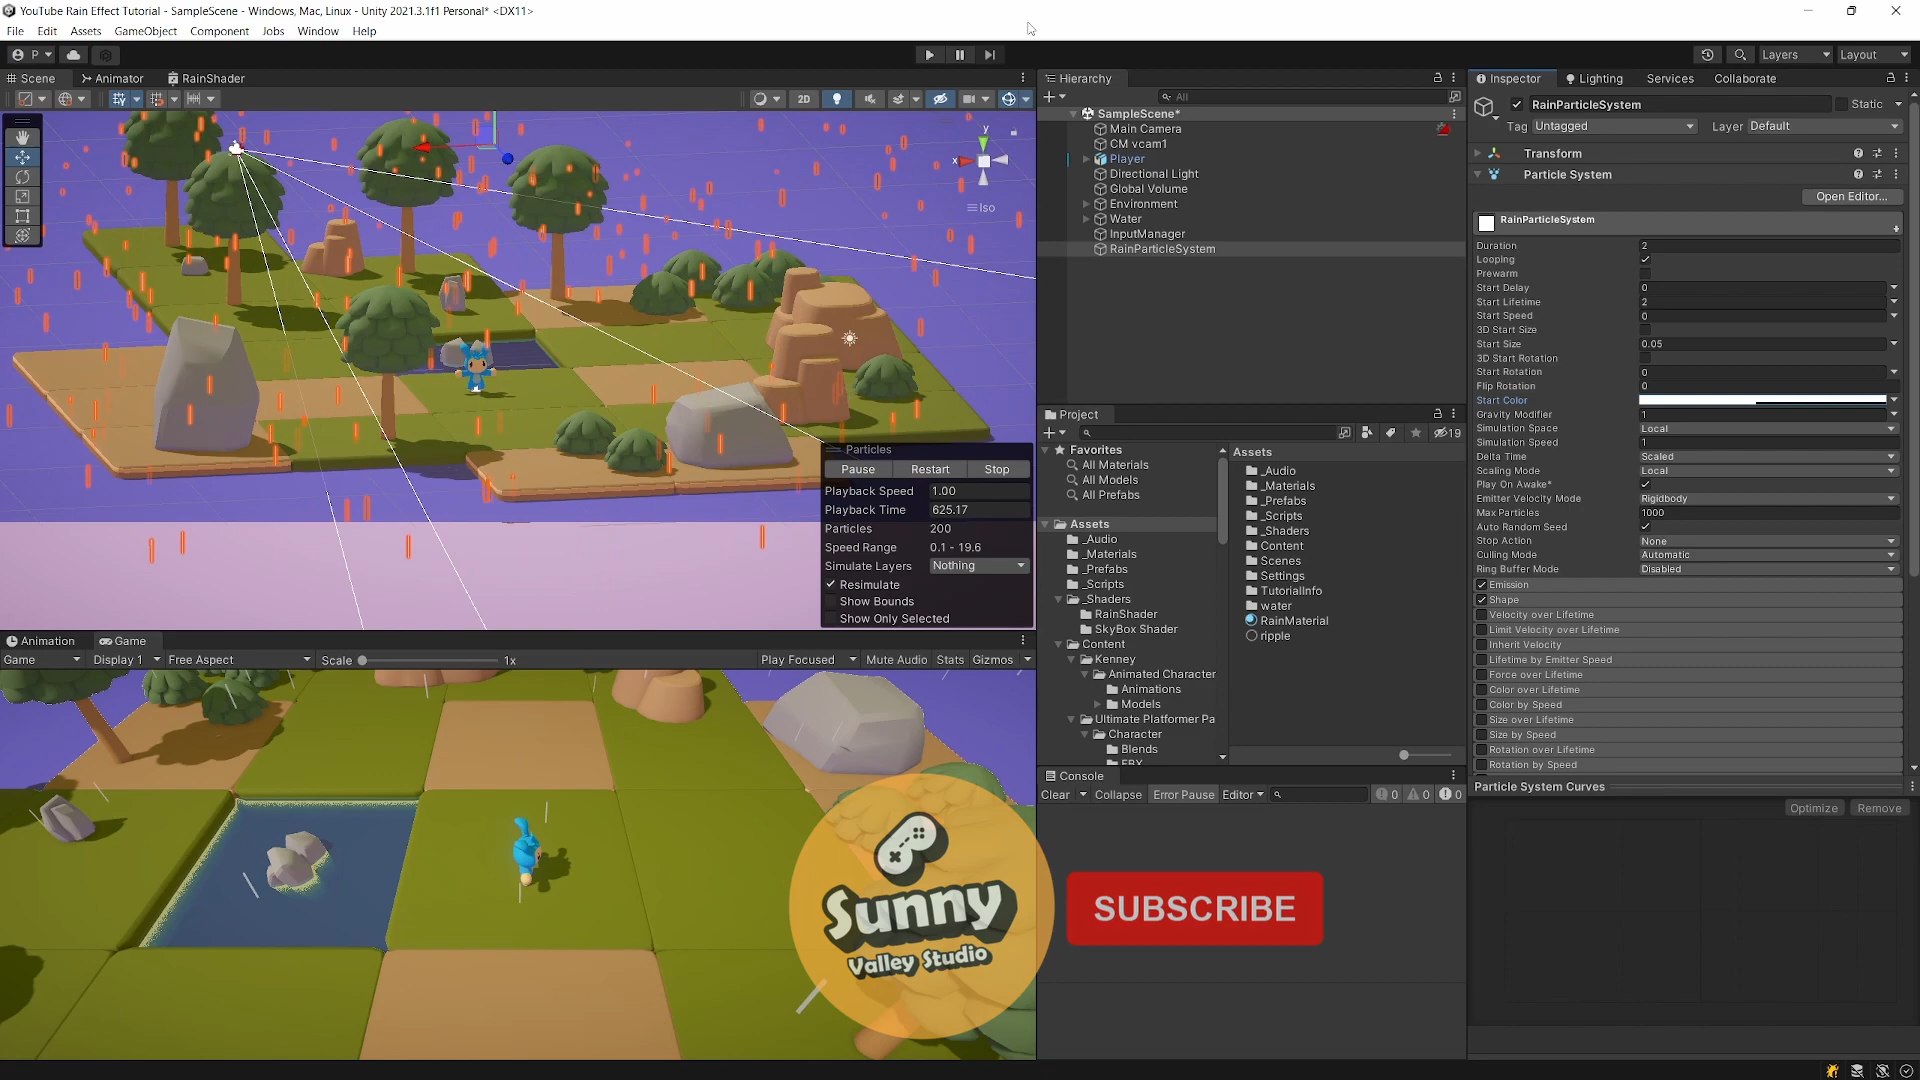 YouTube Rain Effect Tutorial - SampleScene - Windows, Mac, Linux - Unity 2021.3.1f1 Personal* <DX11>
File Edit Assets GameObject Component Jobs Window Help
P
Layers Layout
Scene Animator RainShader
2D
y
x
Iso
Particles
Pause Restart Stop
Playback Speed 1.00
Playback Time 625.17
Particles 200
Speed Range 0.1 - 19.6
Simulate Layers Nothing
Resimulate
Show Bounds
Show Only Selected
Animation Game
Game Display 1 Free Aspect Scale 1x Play Focused Mute Audio Stats Gizmos
Sunny
Valley Studio
SUBSCRIBE
Hierarchy
All
SampleScene*
Main Camera
CM vcam1
Player
Directional Light
Global Volume
Environment
Water
InputManager
RainParticleSystem
Project
19
Favorites
All Materials
All Models
All Prefabs
Assets
_Audio
_Materials
_Prefabs
_Scripts
_Shaders
RainShader
SkyBox Shader
Content
Kenney
Animated Character
Animations
Models
Ultimate Platformer Pa
Character
Blends
FBX
Assets
_Audio
_Materials
_Prefabs
_Scripts
_Shaders
Content
Scenes
Settings
TutorialInfo
water
RainMaterial
ripple
Console
Clear Collapse Error Pause Editor 0 0 0
Inspector Lighting Services Collaborate
RainParticleSystem Static
Tag Untagged Layer Default
Transform
Particle System
Open Editor...
RainParticleSystem
Duration 2
Looping
Prewarm
Start Delay 0
Start Lifetime 2
Start Speed 0
3D Start Size
Start Size 0.05
3D Start Rotation
Start Rotation 0
Flip Rotation 0
Start Color
Gravity Modifier 1
Simulation Space Local
Simulation Speed 1
Delta Time Scaled
Scaling Mode Local
Play On Awake*
Emitter Velocity Mode Rigidbody
Max Particles 1000
Auto Random Seed
Stop Action None
Culling Mode Automatic
Ring Buffer Mode Disabled
Emission
Shape
Velocity over Lifetime
Limit Velocity over Lifetime
Inherit Velocity
Lifetime by Emitter Speed
Force over Lifetime
Color over Lifetime
Color by Speed
Size over Lifetime
Size by Speed
Rotation over Lifetime
Rotation by Speed
Particle System Curves
Optimize Remove